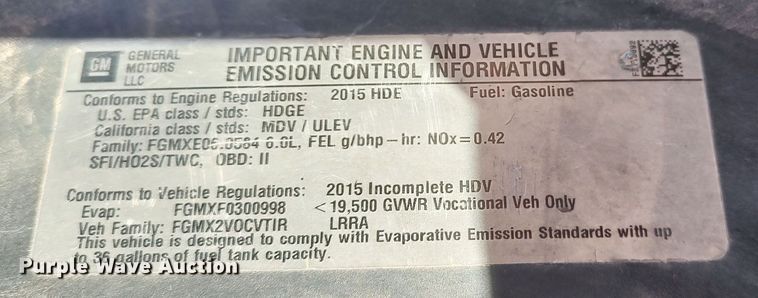 GM GENERAL MOTORS LLC
IMPORTANT ENGINE AND VEHICLE
EMISSION CONTROL INFORMATION
Conforms to Engine Regulations: 2015 HDE Fuel: Gasoline
U.S. EPA class / stds: HDGE
California class / stds: MDV / ULEV
Family: 6.0L, FEL g/bhp-hr: NOx=0.42
SFI/HO2S/TWC, OBD: II
Conforms to Vehicle Regulations: 2015 Incomplete HDV
Evap: FGMXF0300998 <19,500 GVWR Vocational Veh Only
Veh Family: FGMX2VOCVTIR LRRA
This vehicle is designed to comply with Evaporative Emission Standards with up
to 35 gallons of fuel tank capacity.
Purple Wave Auction